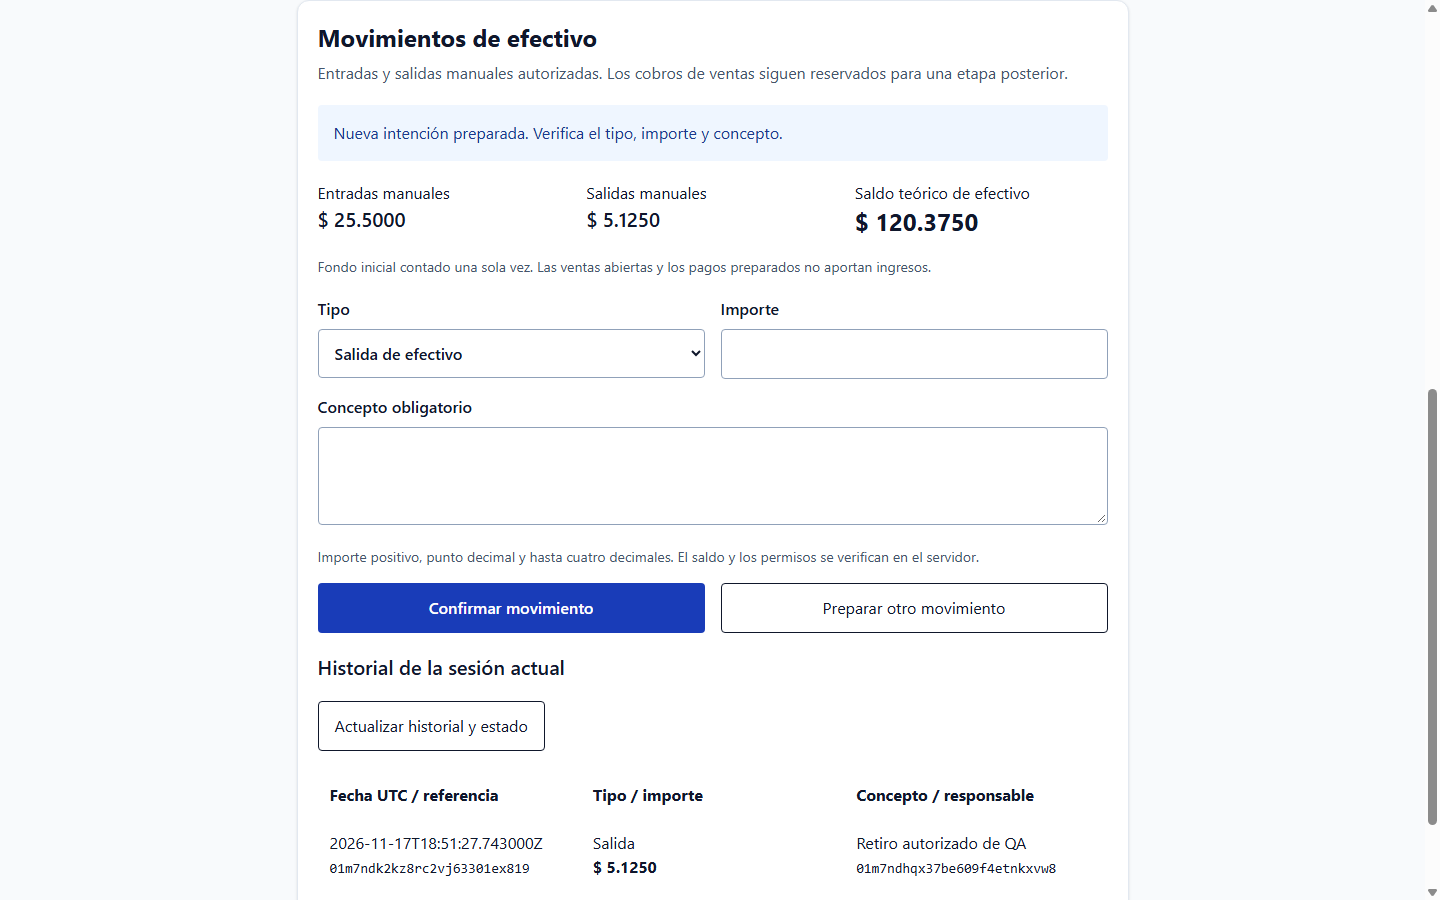 Movimientos de efectivo
Entradas y salidas manuales autorizadas. Los cobros de ventas siguen reservados para una etapa posterior.
Nueva intención preparada. Verifica el tipo, importe y concepto.
Entradas manuales
$ 25.5000
Salidas manuales
$ 5.1250
Saldo teórico de efectivo
$ 120.3750
Fondo inicial contado una sola vez. Las ventas abiertas y los pagos preparados no aportan ingresos.
Tipo
Importe
Salida de efectivo
Concepto obligatorio
Importe positivo, punto decimal y hasta cuatro decimales. El saldo y los permisos se verifican en el servidor.
Confirmar movimiento
Preparar otro movimiento
Historial de la sesión actual
Actualizar historial y estado
Fecha UTC / referencia
Tipo / importe
Concepto / responsable
2026-11-17T18:51:27.743000Z
01m7ndk2kz8rc2vj63301ex819
Salida
$ 5.1250
Retiro autorizado de QA
01m7ndhqx37be609f4etnkxvw8